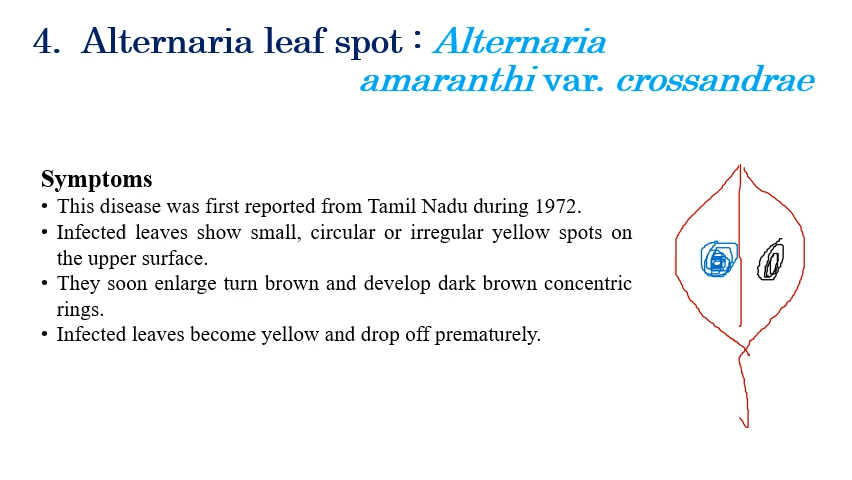 4. Alternaria leaf spot : Alternaria
amaranthi var. crossandrae
Symptoms
• This disease was first reported from Tamil Nadu during 1972.
• Infected leaves show small, circular or irregular yellow spots on
the upper surface.
• They soon enlarge turn brown and develop dark brown concentric
rings.
• Infected leaves become yellow and drop off prematurely.